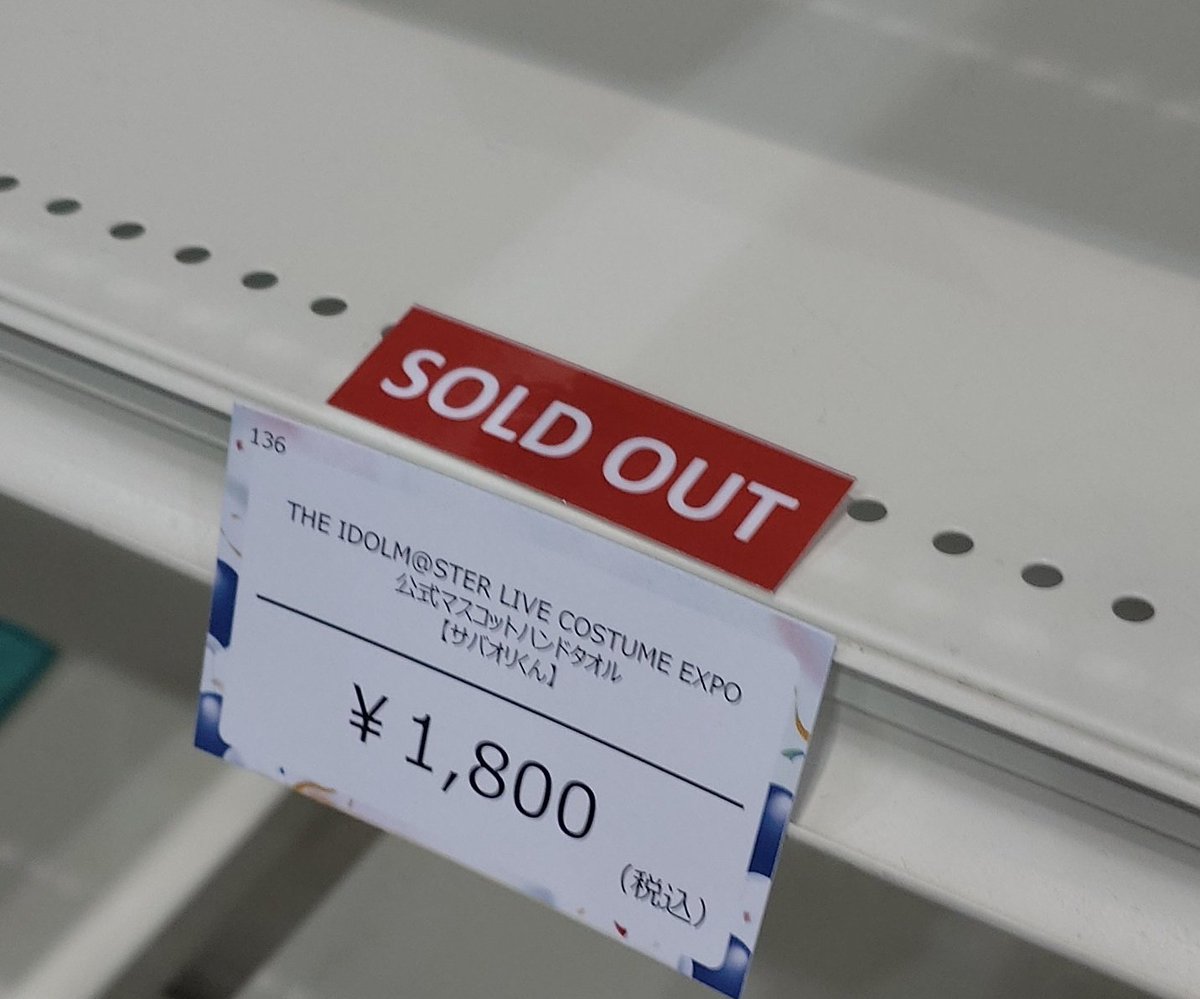 SOLD OUT
136
THE IDOLM@STER LIVE COSTUME EXPO
公式マスコットハンドタオル
【サバオリくん】
¥1,800
(税込)